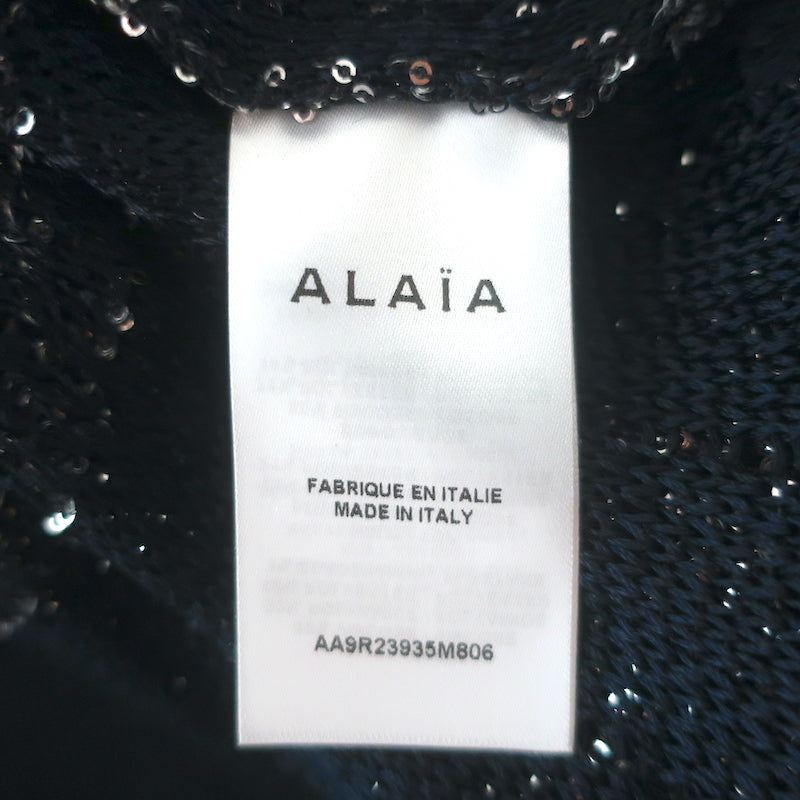 ALAÏA
FABRIQUE EN ITALIE
MADE IN ITALY
AA9R23935M806